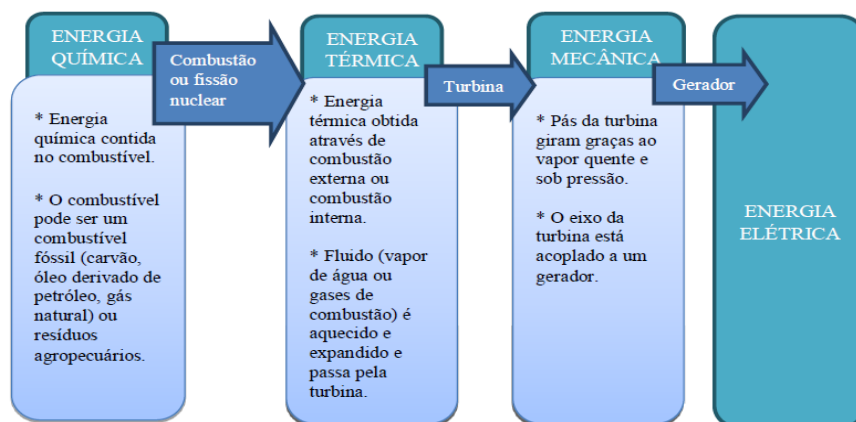 ENERGIA
QUÍMICA
* Energia
química contida
no combustível.
* O combustível
pode ser um
combustível
fóssil (carvão,
óleo derivado de
petróleo, gás
natural) ou
resíduos
agropecuários.
Combustão
ou fissão
nuclear
ENERGIA
TÉRMICA
* Energia
térmica obtida
através de
combustão
externa ou
combustão
interna.
* Fluido (vapor
de água ou
gases de
combustão) é
aquecido e
expandido e
passa pela
turbina.
Turbina
ENERGIA
MECÂNICA
* Pás da turbina
giram graças ao
vapor quente e
sob pressão.
* O eixo da
turbina está
acoplado a um
gerador.
Gerador
ENERGIA
ELÉTRICA